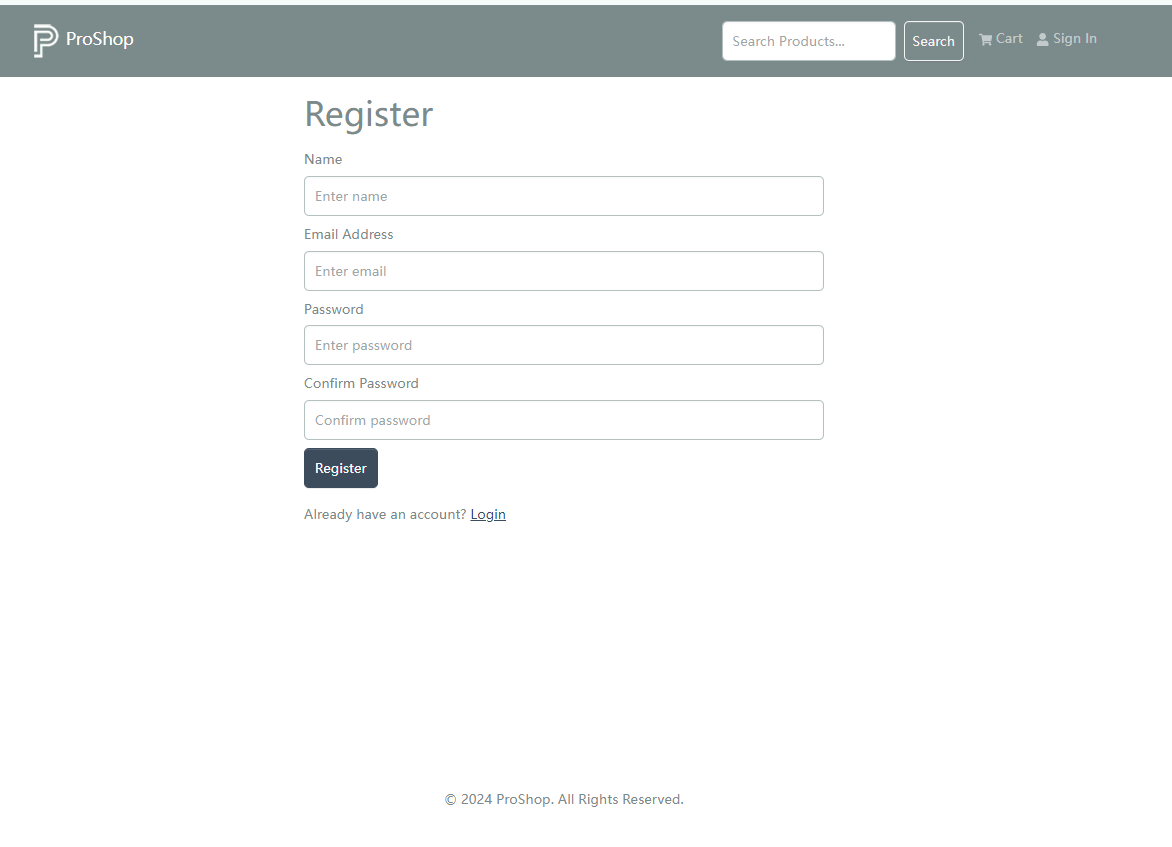 ProShop
Search Products...
Search
Cart
Sign In
Register
Name
Enter name
Email Address
Enter email
Password
Enter password
Confirm Password
Confirm password
Register
Already have an account? Login
© 2024 ProShop. All Rights Reserved.